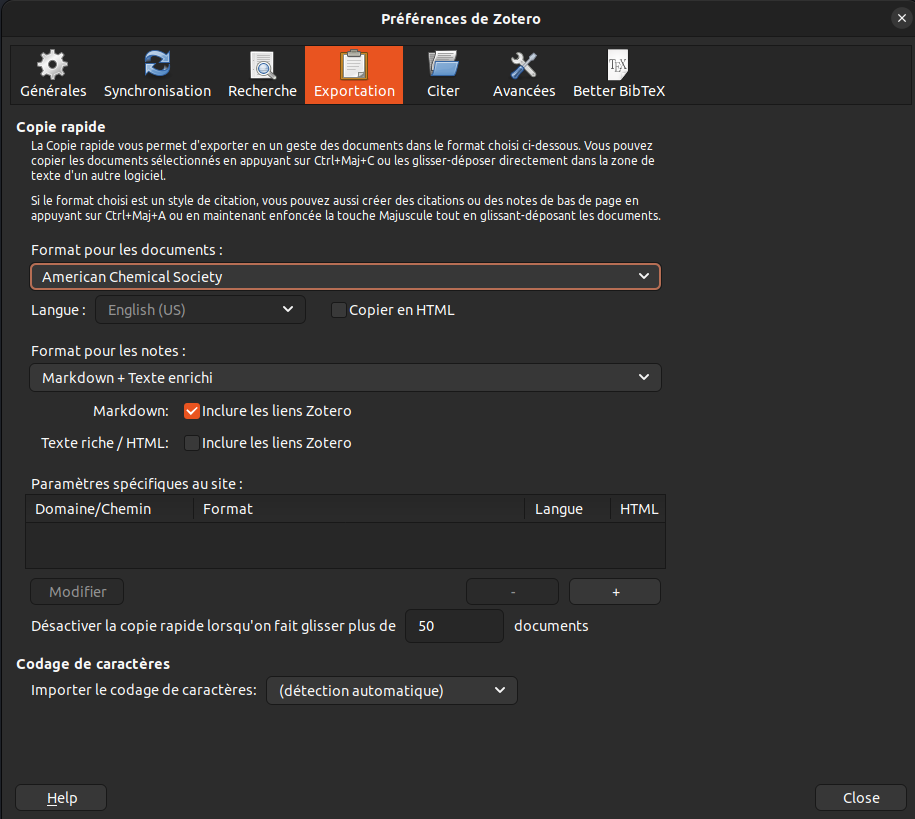 Préférences de Zotero
Générales
Synchronisation
Recherche
Exportation
Citer
Avancées
TEX
Better BibTeX
Copie rapide
La Copie rapide vous permet d'exporter en un geste des documents dans le format choisi ci-dessous. Vous pouvez
copier les documents sélectionnés en appuyant sur Ctrl+Maj+C ou les glisser-déposer directement dans la zone de
texte d'un autre logiciel.
Si le format choisi est un style de citation, vous pouvez aussi créer des citations ou des notes de bas de page en
appuyant sur Ctrl+Maj+A ou en maintenant enfoncée la touche Majuscule tout en glissant-déposant les documents.
Format pour les documents :
American Chemical Society
Langue : English (US) Copier en HTML
Format pour les notes :
Markdown + Texte enrichi
Markdown: Inclure les liens Zotero
Texte riche / HTML: Inclure les liens Zotero
Paramètres spécifiques au site :
Domaine/Chemin Format Langue HTML
Modifier - +
Désactiver la copie rapide lorsqu'on fait glisser plus de 50 documents
Codage de caractères
Importer le codage de caractères: (détection automatique)
Help Close